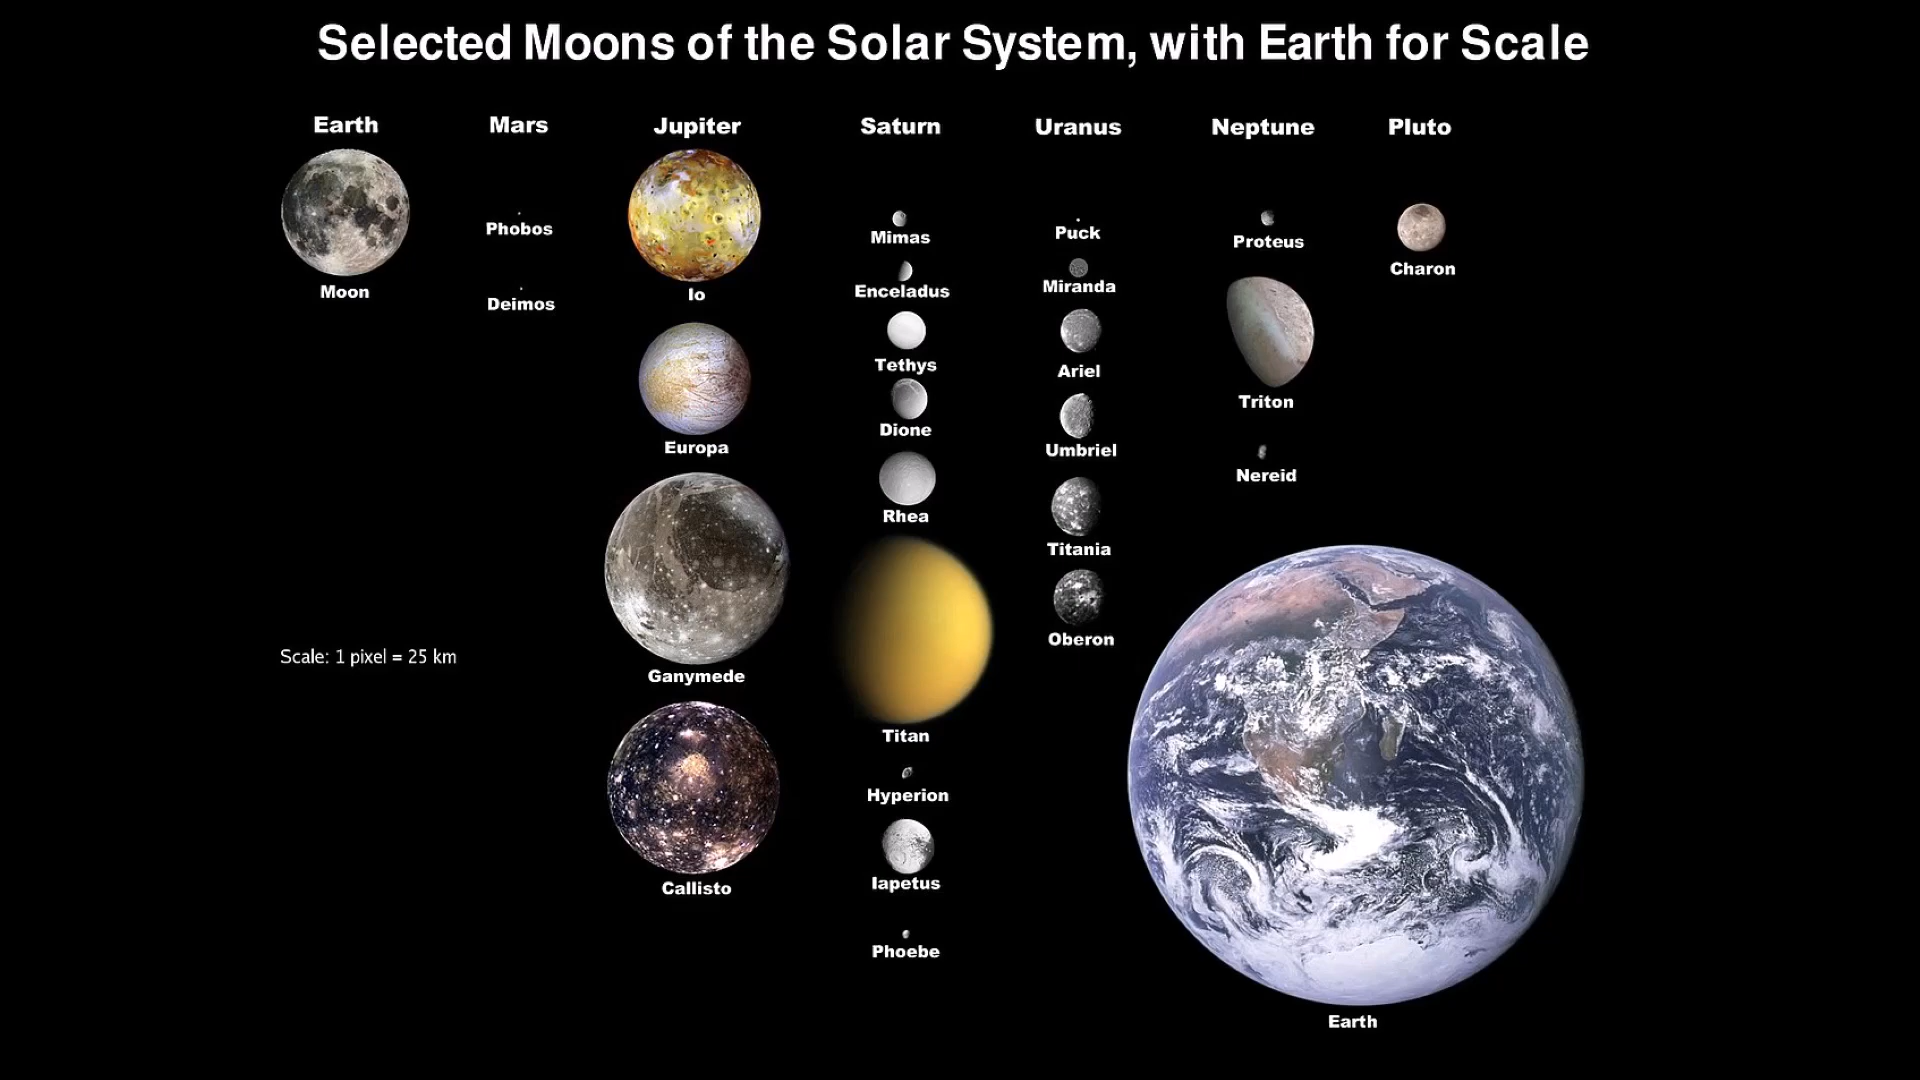 Selected Moons of the Solar System, with Earth for Scale
Earth
Mars
Jupiter
Saturn
Uranus
Neptune
Pluto
Moon
Phobos
Deimos
Io
Europa
Ganymede
Callisto
Mimas
Enceladus
Tethys
Dione
Rhea
Titan
Hyperion
Iapetus
Phoebe
Puck
Miranda
Ariel
Umbriel
Titania
Oberon
Proteus
Triton
Nereid
Charon
Scale: 1 pixel = 25 km
Earth